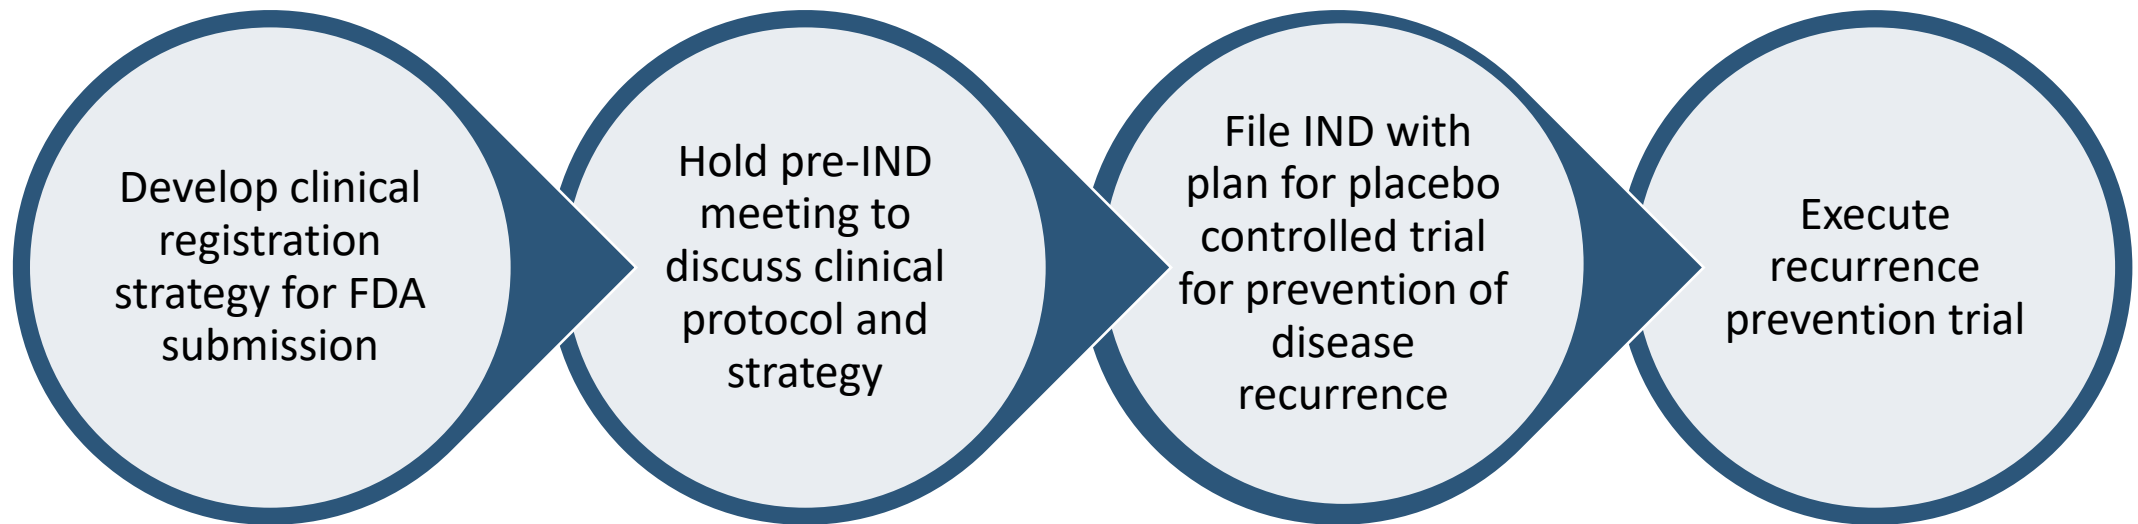 Develop clinical
registration
strategy for FDA
submission
Hold pre-IND
meeting to
discuss clinical
protocol and
strategy
File IND with
plan for placebo
controlled trial
for prevention of
disease
recurrence
Execute
recurrence
prevention trial